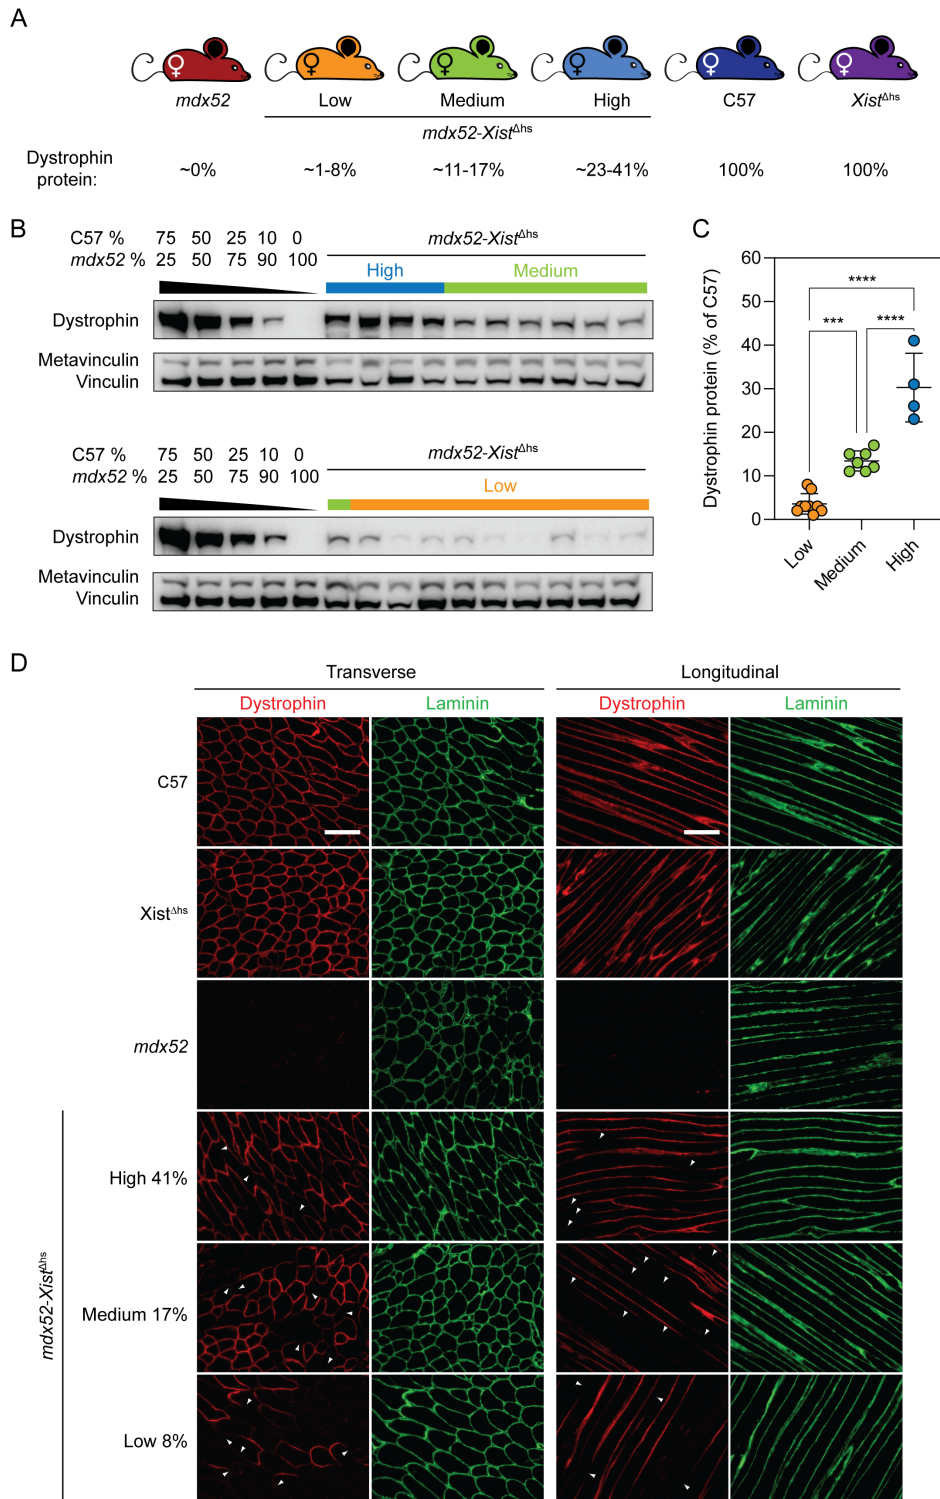 A
♀ ♀ ♀ ♀ ♀ ♀
mdx52 Low Medium High C57 XistΔhs
mdx52-XistΔhs
Dystrophin
protein: ~0% ~1-8% ~11-17% ~23-41% 100% 100%
B
C57 % 75 50 25 10 0
mdx52 % 25 50 75 90 100
mdx52-XistΔhs
High Medium
Dystrophin
Metavinculin
Vinculin
C57 % 75 50 25 10 0
mdx52 % 25 50 75 90 100
mdx52-XistΔhs
Low
Dystrophin
Metavinculin
Vinculin
C
Dystrophin protein (% of C57)
60
50
40
30
20
10
0
****
*** ****
Low Medium High
D
Transverse Longitudinal
Dystrophin Laminin Dystrophin Laminin
C57
XistΔhs
mdx52
mdx52-XistΔhs
High 41%
Medium 17%
Low 8%